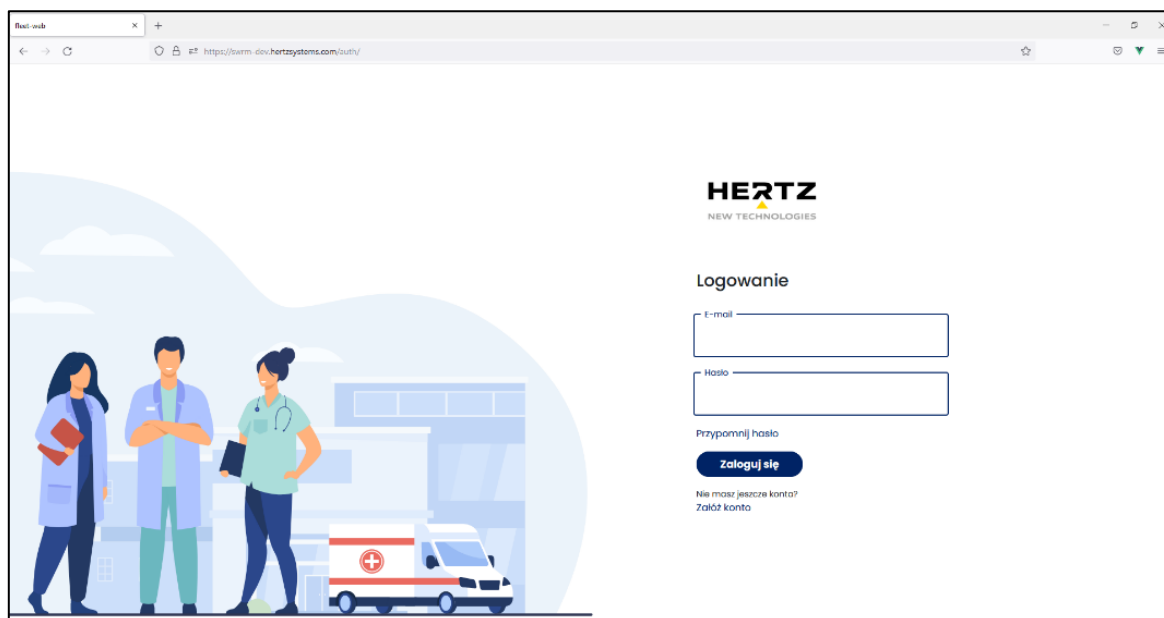 fleet-web
https://swrm-dev.hertzsystems.com/auth/
HERTZ
NEW TECHNOLOGIES
Logowanie
E-mail
Hasło
Przypomnij hasło
Zaloguj się
Nie masz jeszcze konta?
Załóż konto